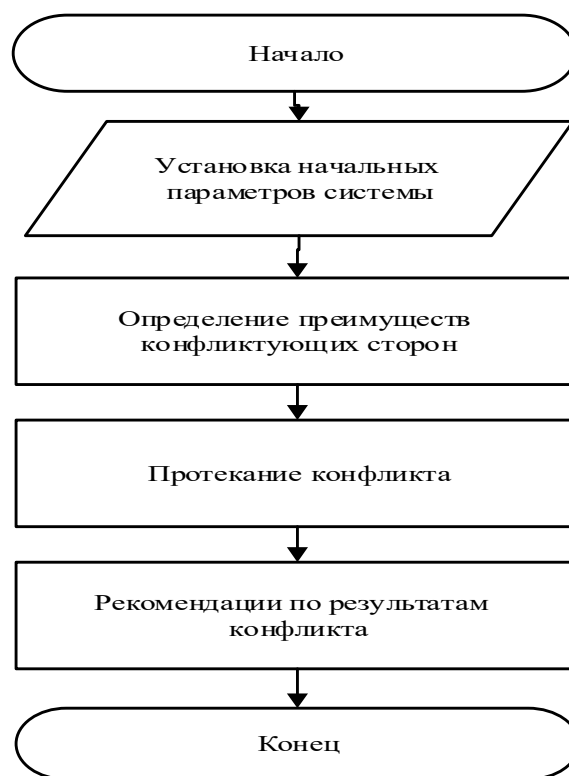 Начало
Установка начальных
параметров системы
Определение преимуществ
конфликтующих сторон
Протекание конфликта
Рекомендации по результатам
конфликта
Конец